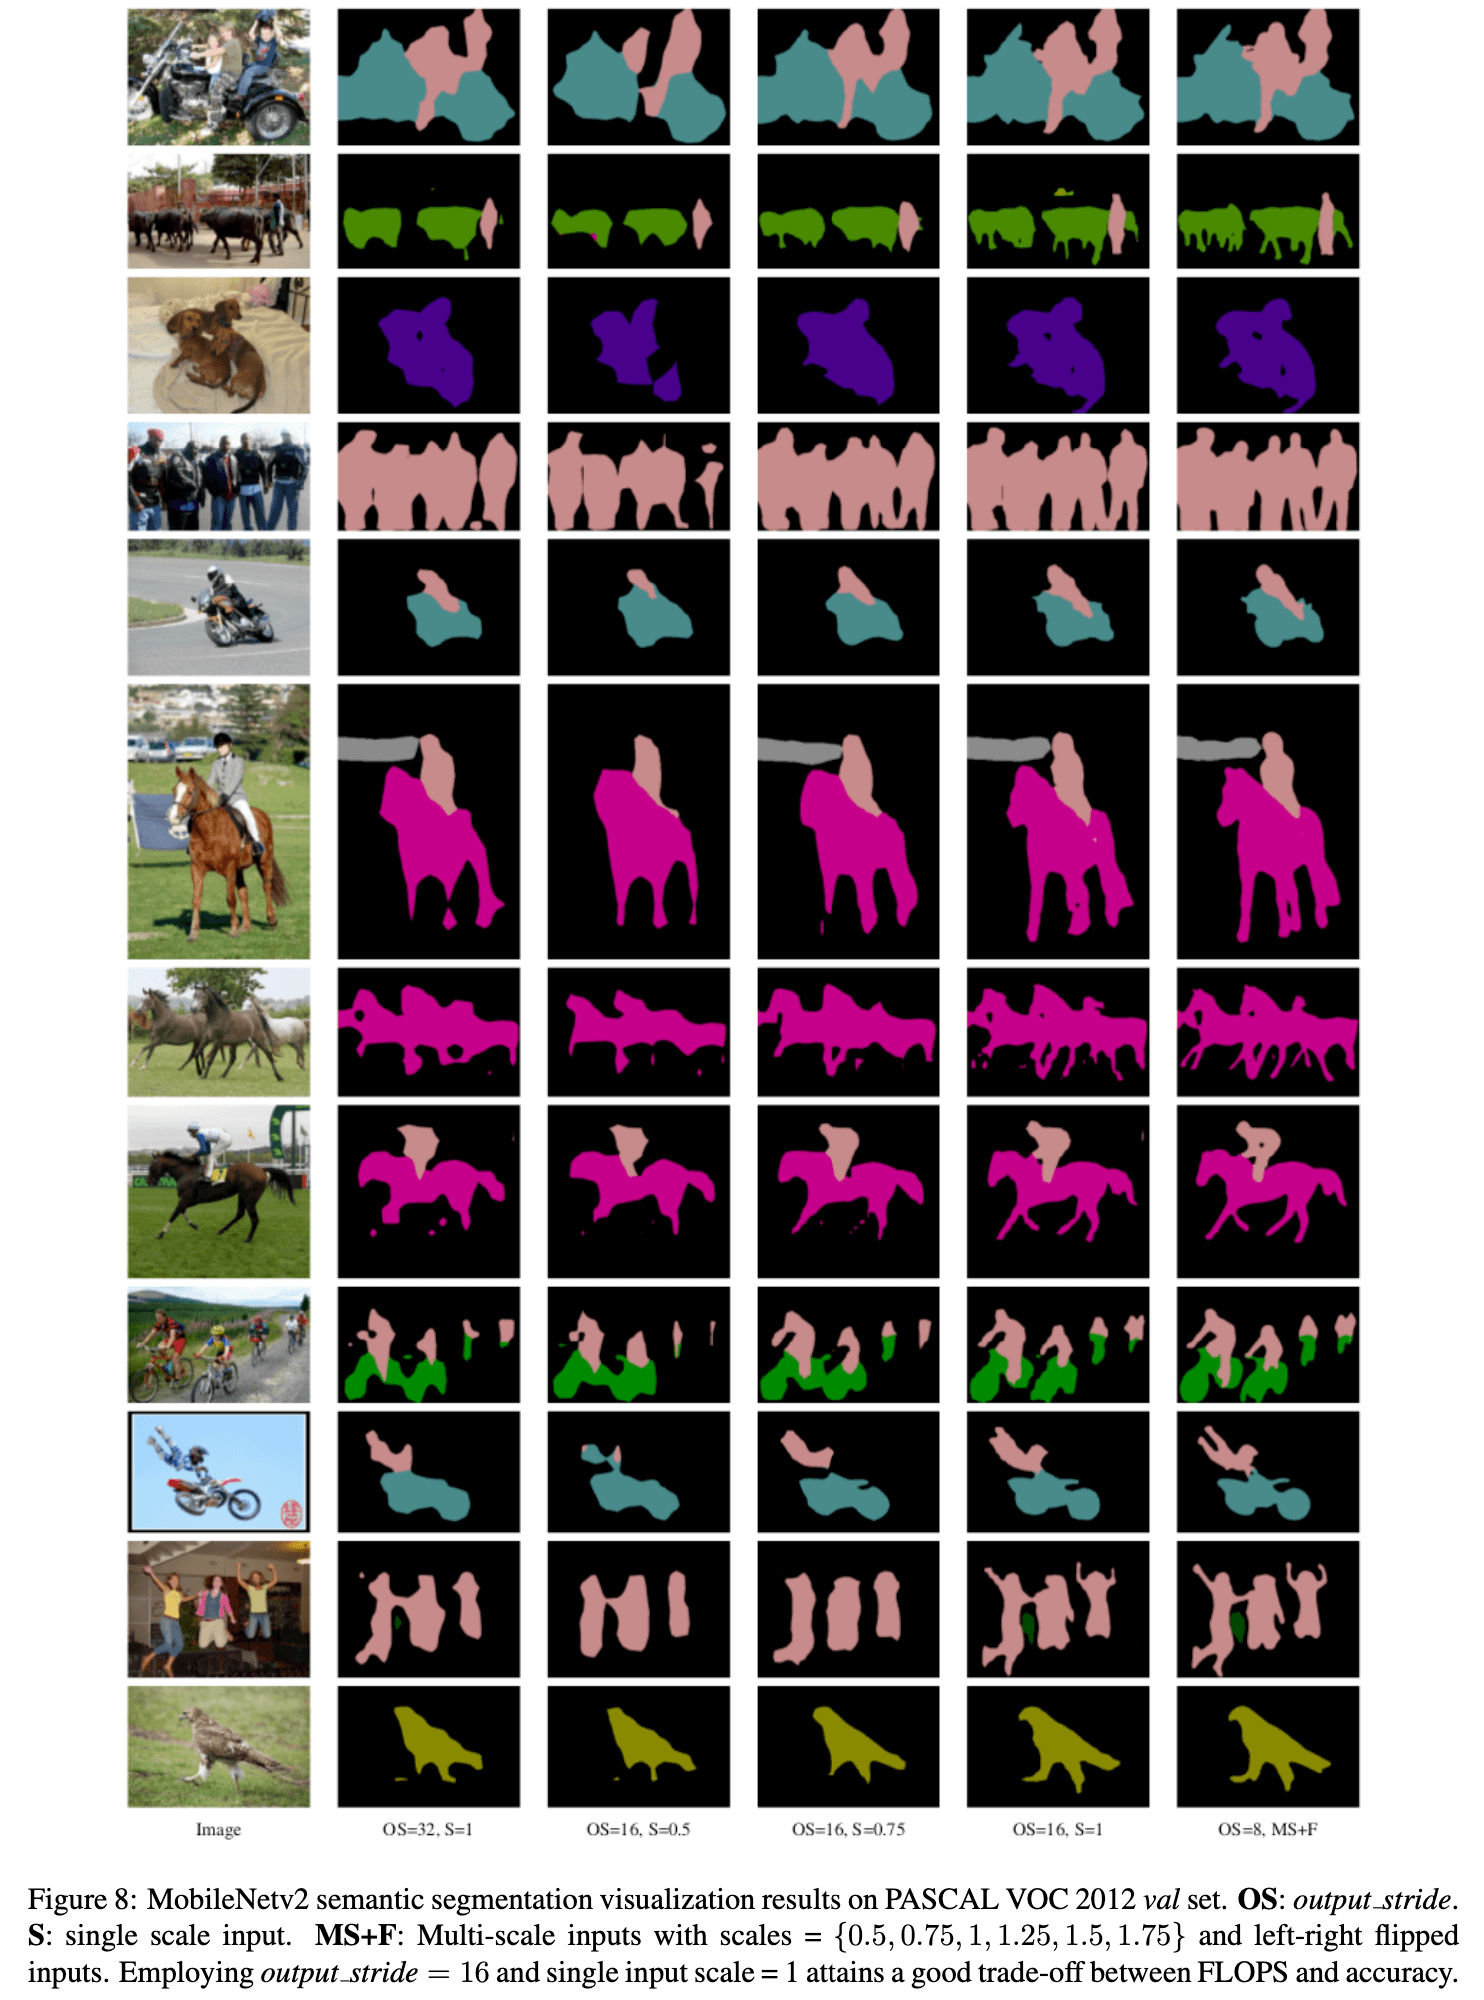 Image OS=32, S=1 OS=16, S=0.5 OS=16, S=0.75 OS=16, S=1 OS=8, MS+F
Figure 8: MobileNetv2 semantic segmentation visualization results on PASCAL VOC 2012 val set. OS: output_stride.
S: single scale input. MS+F: Multi-scale inputs with scales = {0.5, 0.75, 1, 1.25, 1.5, 1.75} and left-right flipped
inputs. Employing output_stride = 16 and single input scale = 1 attains a good trade-off between FLOPS and accuracy.